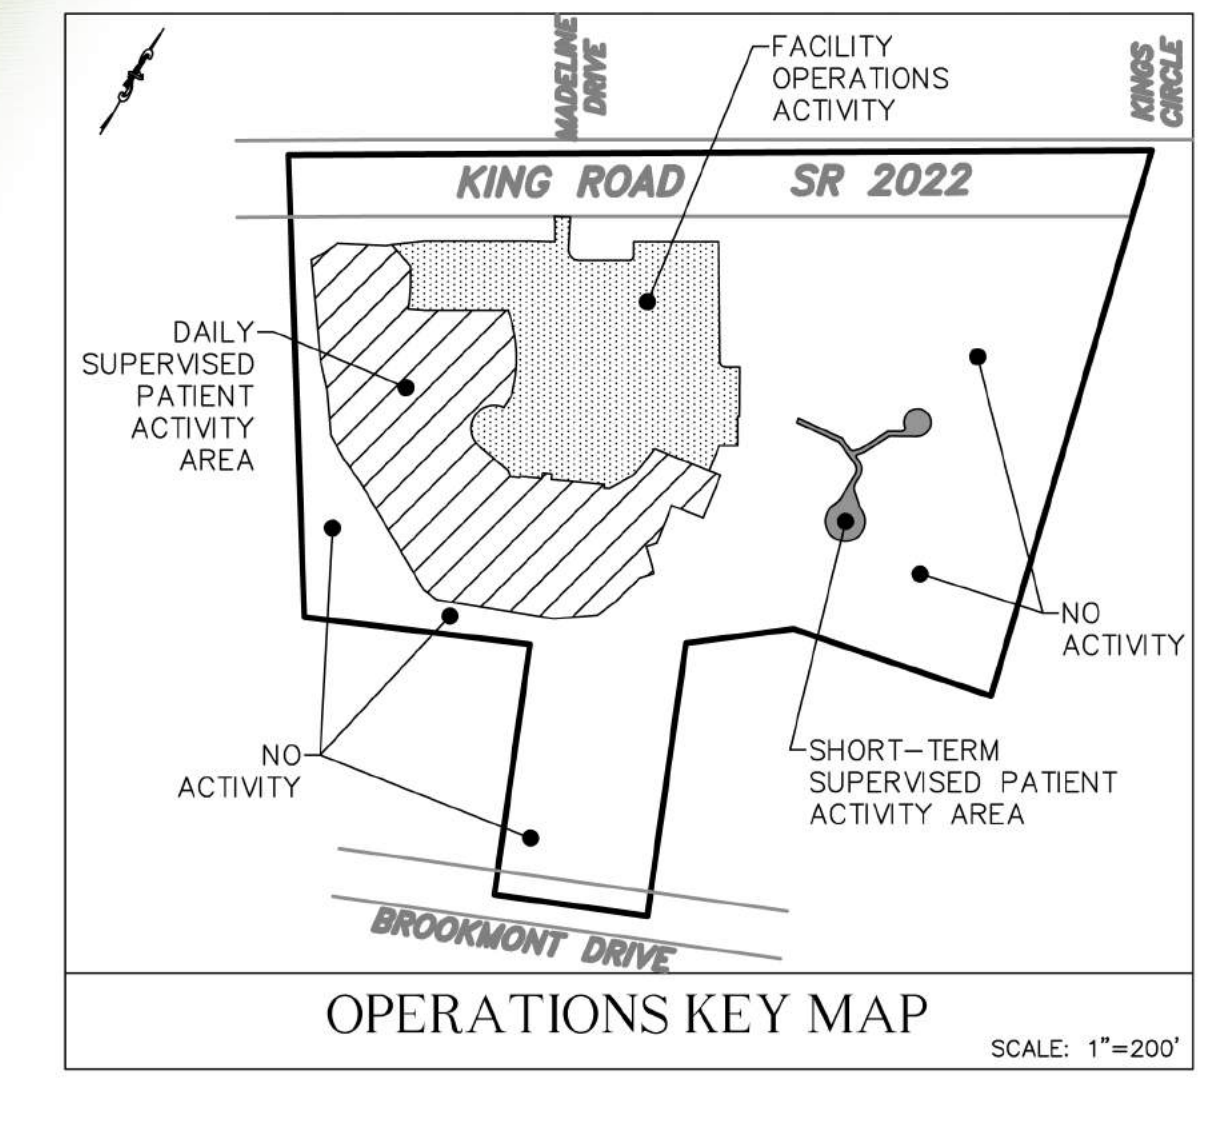 MADELINE
DRIVE
FACILITY
OPERATIONS
ACTIVITY
KINGS
CIRCLE
KING ROAD SR 2022
DAILY
SUPERVISED
PATIENT
ACTIVITY
AREA
NO
ACTIVITY
NO
ACTIVITY
SHORT-TERM
SUPERVISED PATIENT
ACTIVITY AREA
BROOKMONT DRIVE
OPERATIONS KEY MAP
SCALE: 1"=200'